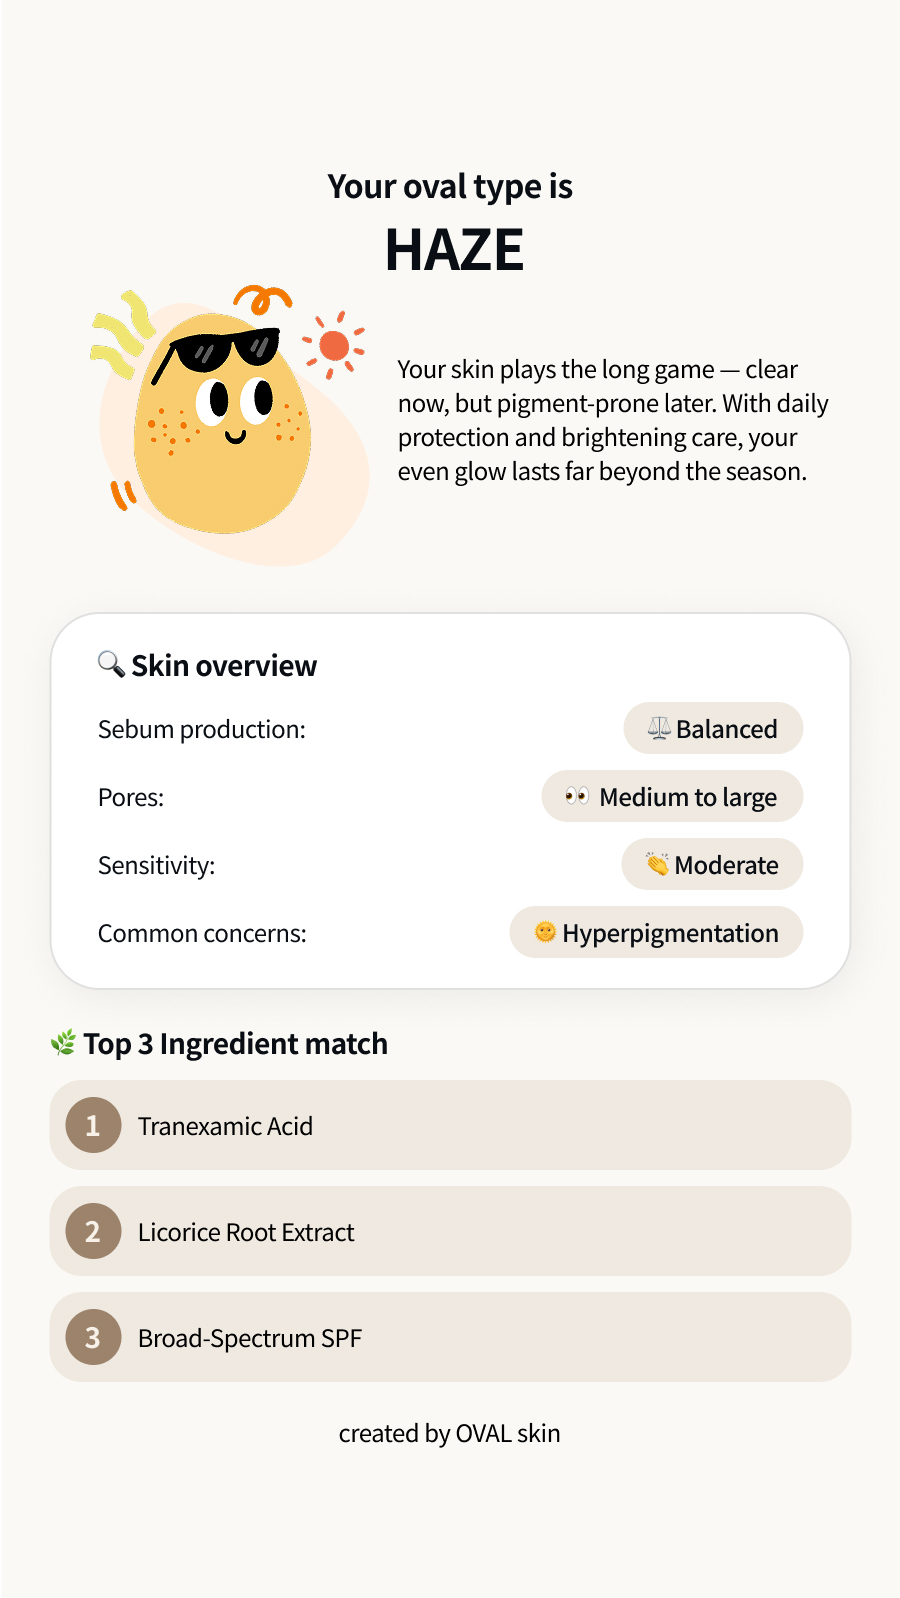 Your oval type is
HAZE
Your skin plays the long game — clear
now, but pigment-prone later. With daily
protection and brightening care, your
even glow lasts far beyond the season.
🔍 Skin overview
Sebum production:
⚖️ Balanced
Pores:
👀 Medium to large
Sensitivity:
👏 Moderate
Common concerns:
🌞 Hyperpigmentation
🌿 Top 3 Ingredient match
1 Tranexamic Acid
2 Licorice Root Extract
3 Broad-Spectrum SPF
created by OVAL skin